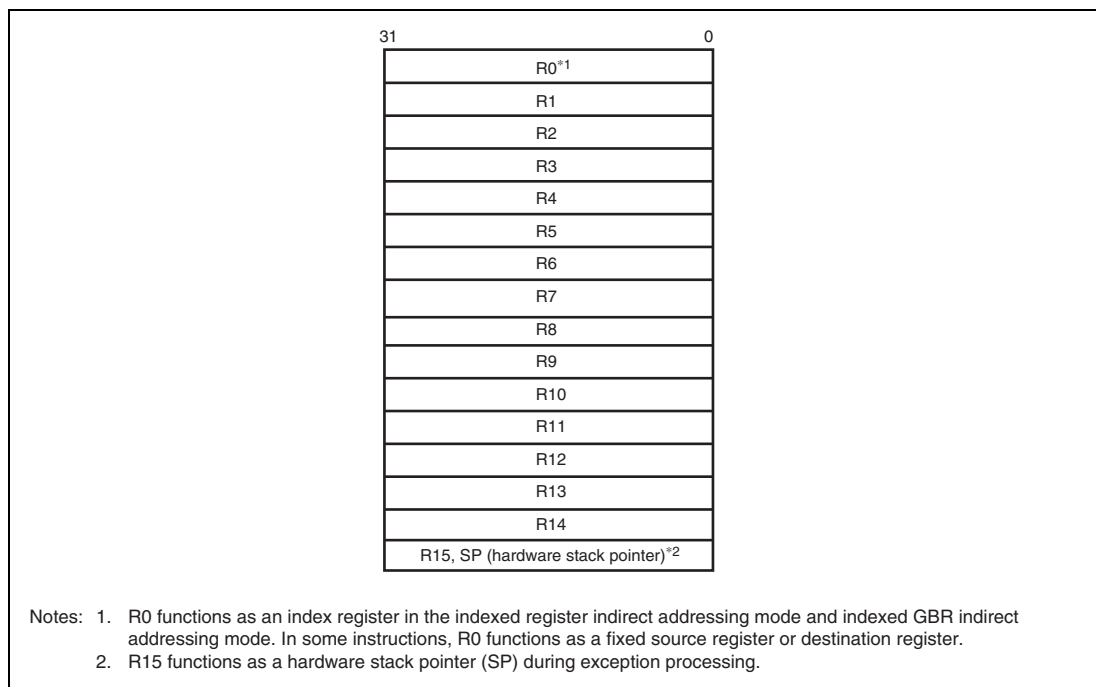 31 0
R0*1
R1
R2
R3
R4
R5
R6
R7
R8
R9
R10
R11
R12
R13
R14
R15, SP (hardware stack pointer)*2
Notes: 1. R0 functions as an index register in the indexed register indirect addressing mode and indexed GBR indirect
addressing mode. In some instructions, R0 functions as a fixed source register or destination register.
2. R15 functions as a hardware stack pointer (SP) during exception processing.